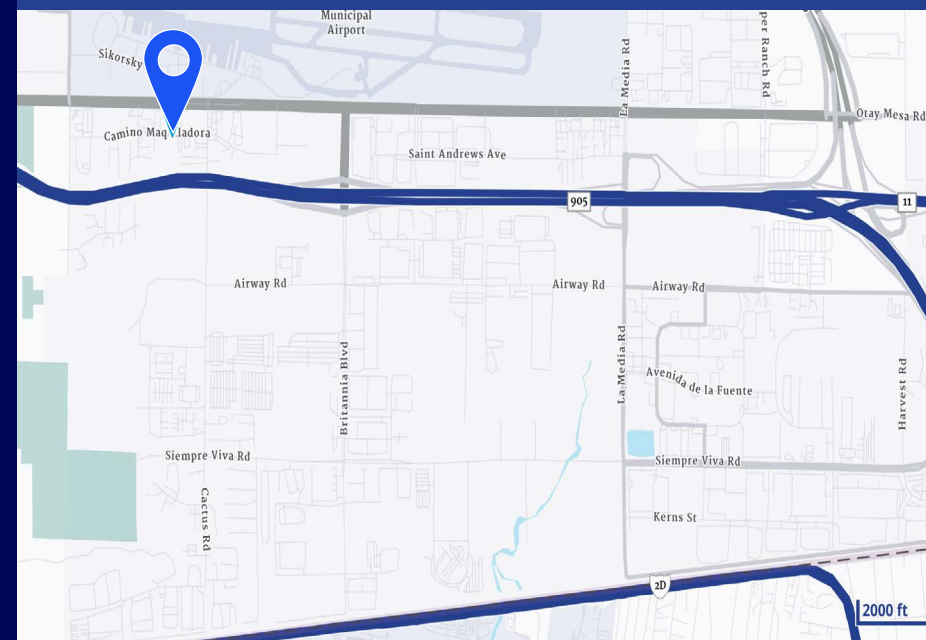 Municipal
Airport
Sikorsky
La Media Rd
per Ranch Rd
Otay Mesa Rd
Camino Maq
iladora
Saint Andrews Ave
905
11
Airway Rd
Airway Rd
Airway Rd
Britannia Blvd
La Media Rd
Avenida de la Fuente
Harvest Rd
Siempre Viva Rd
Siempre Viva Rd
Cactus Rd
Kerns St
2D
2000 ft